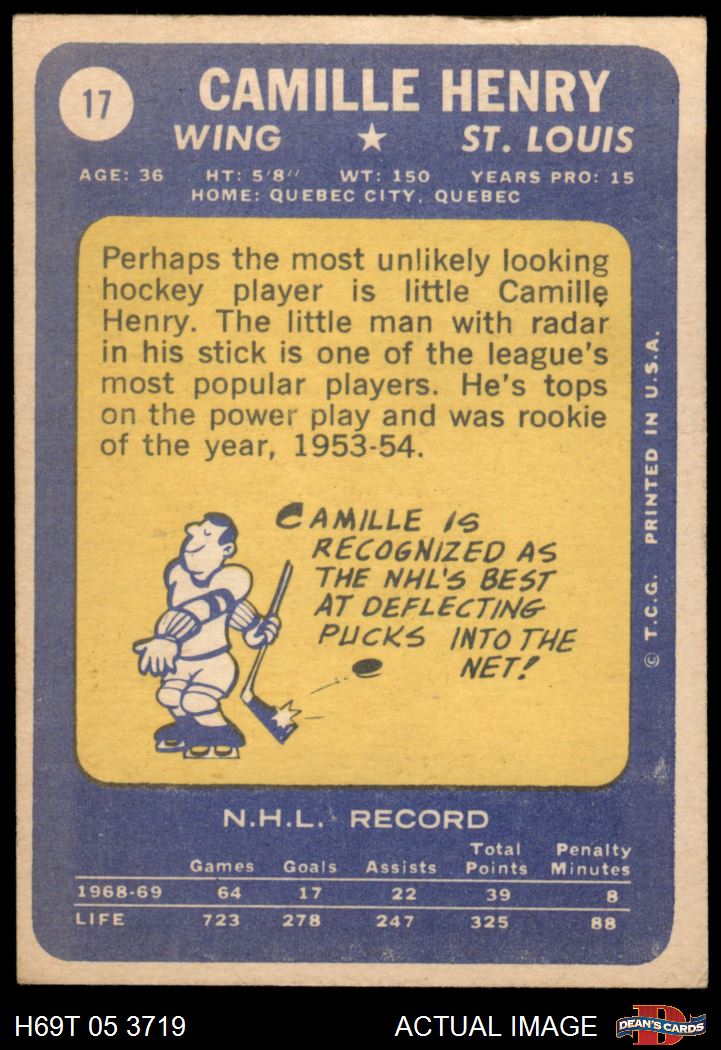 17
CAMILLE HENRY
WING ★ ST. LOUIS
AGE: 36 HT: 5'8" WT: 150 YEARS PRO: 15
HOME: QUEBEC CITY, QUEBEC
Perhaps the most unlikely looking
hockey player is little Camille
Henry. The little man with radar
in his stick is one of the league's
most popular players. He's tops
on the power play and was rookie
of the year, 1953-54.
CAMILLE IS
RECOGNIZED AS
THE NHL'S BEST
AT DEFLECTING
PUCKS INTO THE
NET!
© T.C.G. PRINTED IN U.S.A.
N.H.L. RECORD
Games Goals Assists Total Points Penalty Minutes
1968-69 64 17 22 39 8
LIFE 723 278 247 325 88
H69T 05 3719 ACTUAL IMAGE
D
DEAN'S CARDS